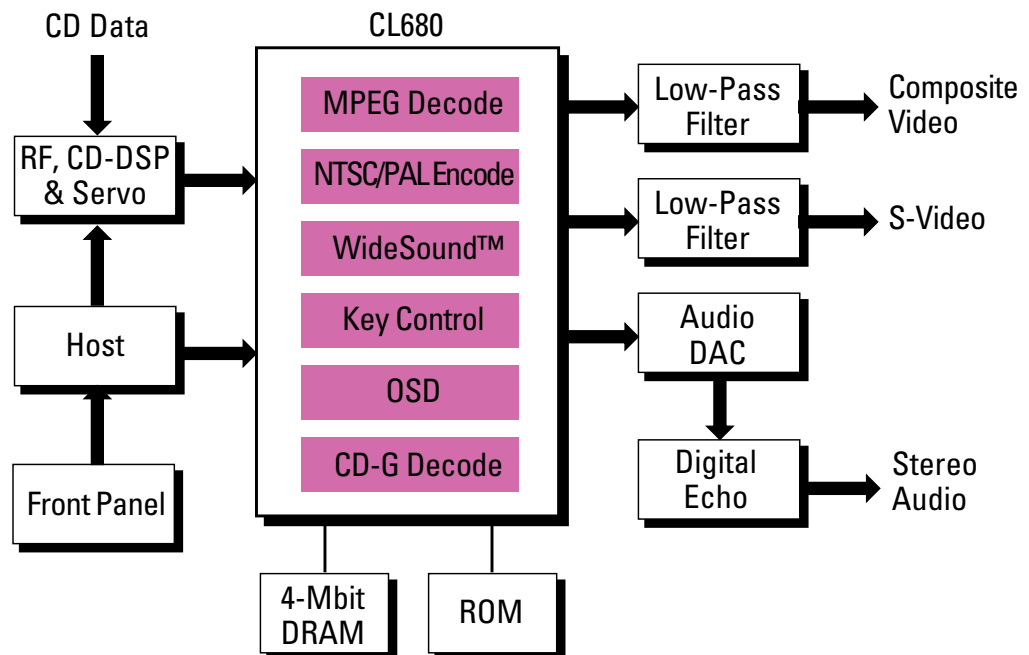 CD Data
CL680
MPEG Decode
NTSC/PAL Encode
WideSound™
Key Control
OSD
CD-G Decode
RF, CD-DSP
& Servo
Host
Front Panel
Low-Pass
Filter
Composite
Video
Low-Pass
Filter
S-Video
Audio
DAC
Digital
Echo
Stereo
Audio
4-Mbit
DRAM
ROM